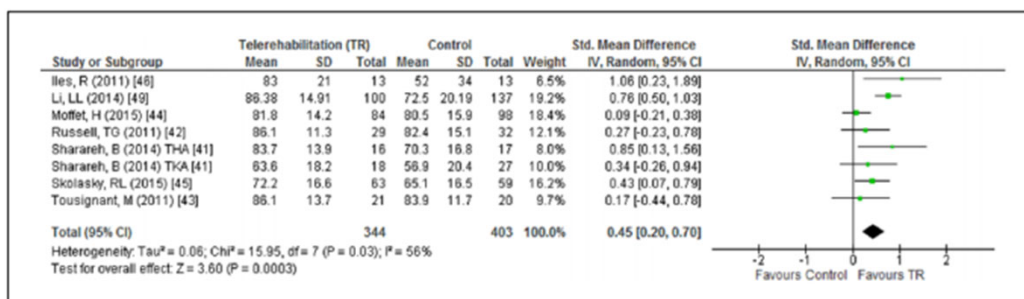 Telerehabilitation (TR) Control Std. Mean Difference Std. Mean Difference
Study or Subgroup Mean SD Total Mean SD Total Weight IV, Random, 95% CI IV, Random, 95% CI
Iles, R (2011) [46] 83 21 13 52 34 13 6.5% 1.06 [0.23, 1.89]
Li, LL (2014) [49] 86.38 14.91 100 72.5 20.19 137 19.2% 0.76 [0.50, 1.03]
Moffet, H (2015) [44] 81.8 14.2 84 80.5 15.9 98 18.4% 0.09 [-0.21, 0.38]
Russell, TG (2011) [42] 86.1 11.3 29 82.4 15.1 32 12.7% 0.27 [-0.23, 0.78]
Sharareh, B (2014) THA [41] 83.7 13.9 16 70.3 16.8 17 8.0% 0.85 [0.13, 1.56]
Sharareh, B (2014) TKA [41] 63.6 18.2 18 56.9 20.4 27 10.4% 0.34 [-0.26, 0.94]
Skolasky, RL (2015) [45] 72.2 16.6 63 65.1 16.5 59 16.2% 0.43 [0.07, 0.79]
Tousignant, M (2011) [43] 86.1 13.7 21 83.9 11.7 20 9.7% 0.17 [-0.44, 0.78]
Total (95% CI) 344 403 100.0% 0.45 [0.20, 0.70]
Heterogeneity: Tau² = 0.06; Chi² = 15.95, df = 7 (P = 0.03); I² = 56%
Test for overall effect: Z = 3.60 (P = 0.0003)
-2 -1 0 1 2
Favours Control Favours TR